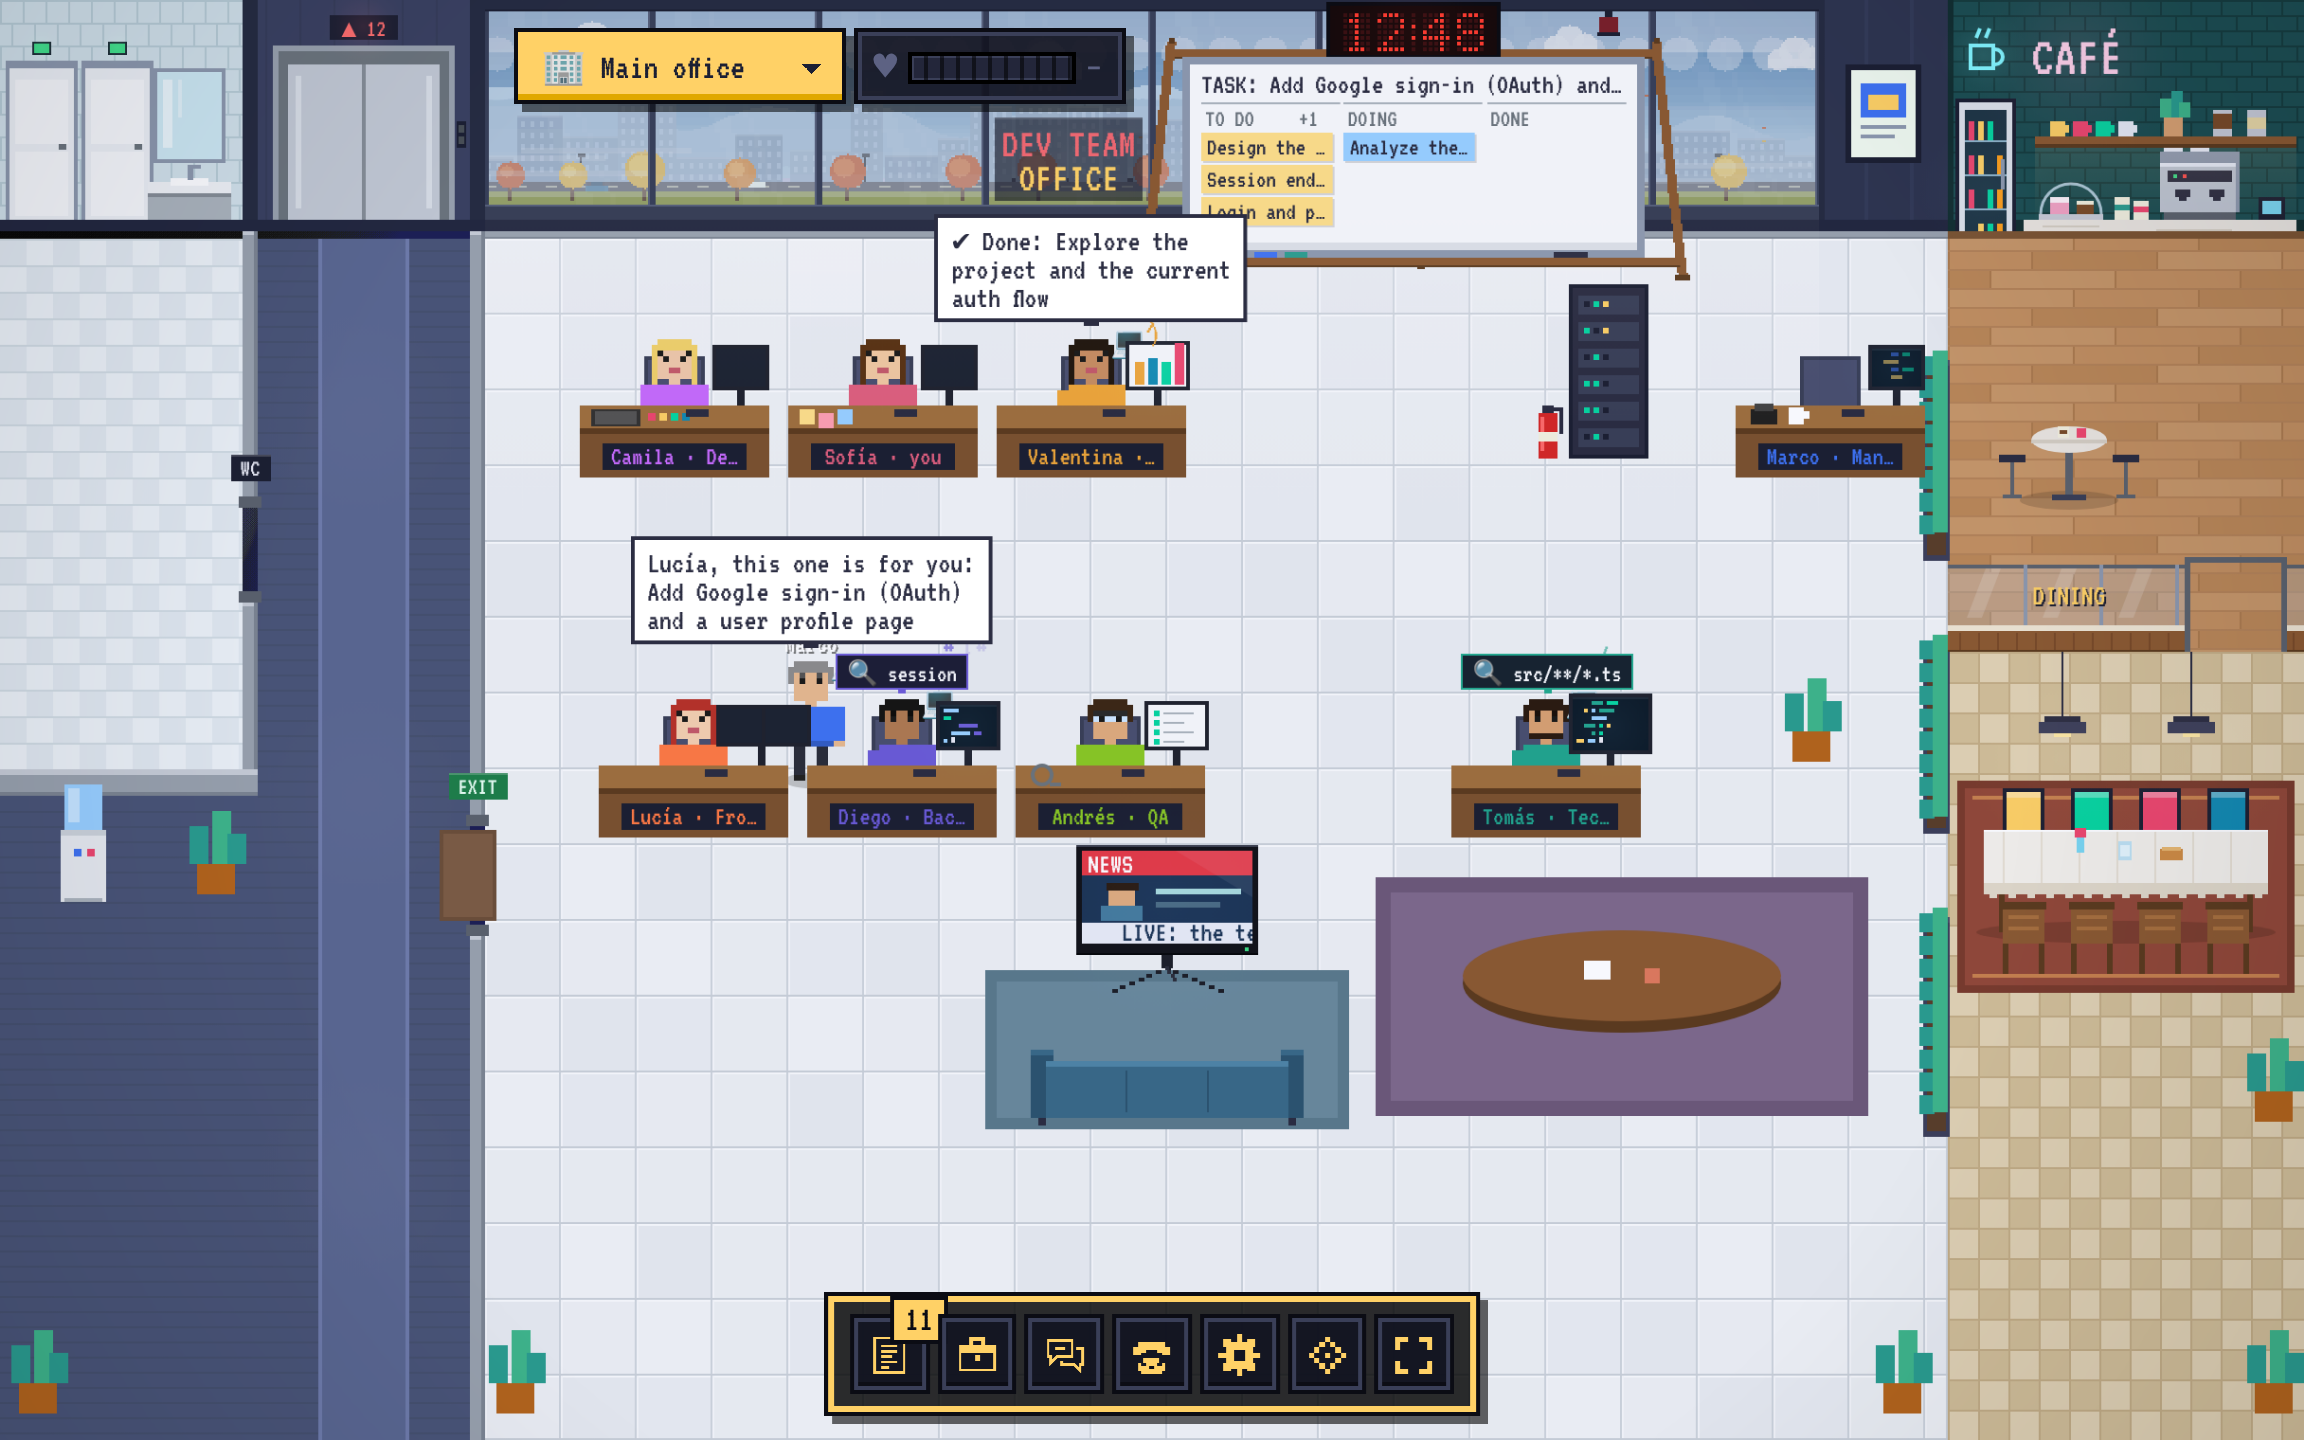 ▲ 12
Main office
–
12:48
CAFÉ
DEV TEAM
OFFICE
TASK: Add Google sign-in (OAuth) and…
TO DO +1 DOING DONE
Design the … Analyze the…
Session end…
Login and p…
✔ Done: Explore the
project and the current
auth flow
Camila · De…
Sofía · you
Valentina ·…
Marco · Man…
WC
Lucía, this one is for you:
Add Google sign-in (OAuth)
and a user profile page
DINING
Marco
session
src/**/*.ts
EXIT
Lucía · Fro…
Diego · Bac…
Andrés · QA
Tomás · Tec…
NEWS
LIVE: the te
11